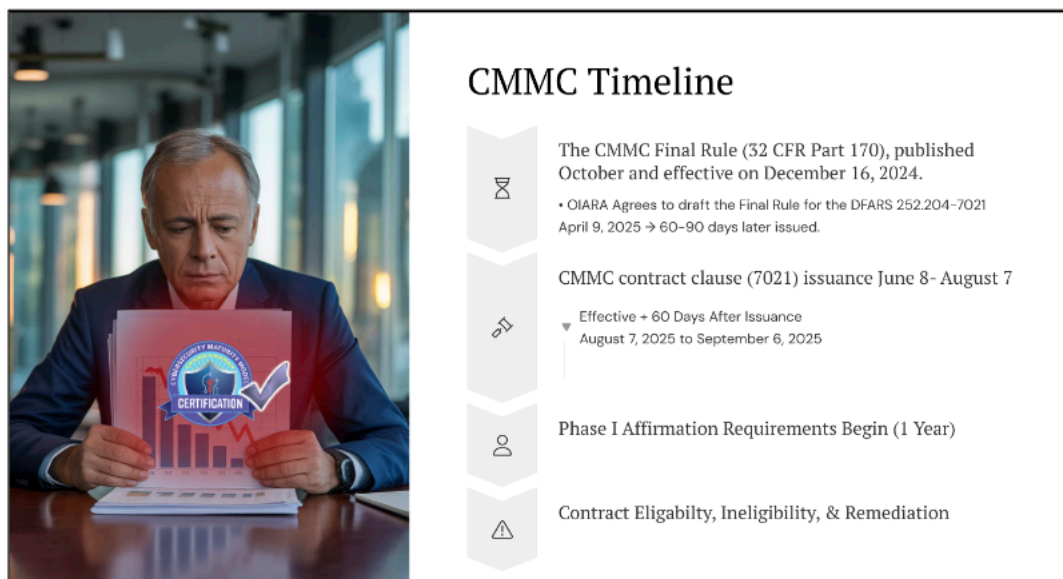 CMMC Timeline
The CMMC Final Rule (32 CFR Part 170), published
October and effective on December 16, 2024.
• OIARA Agrees to draft the Final Rule for the DFARS 252.204-7021
April 9, 2025 → 60-90 days later issued.
CMMC contract clause (7021) issuance June 8- August 7
Effective + 60 Days After Issuance
August 7, 2025 to September 6, 2025
Phase I Affirmation Requirements Begin (1 Year)
Contract Eligabilty, Ineligibility, & Remediation
CYBERSECURITY MATURITY MODEL
CERTIFICATION